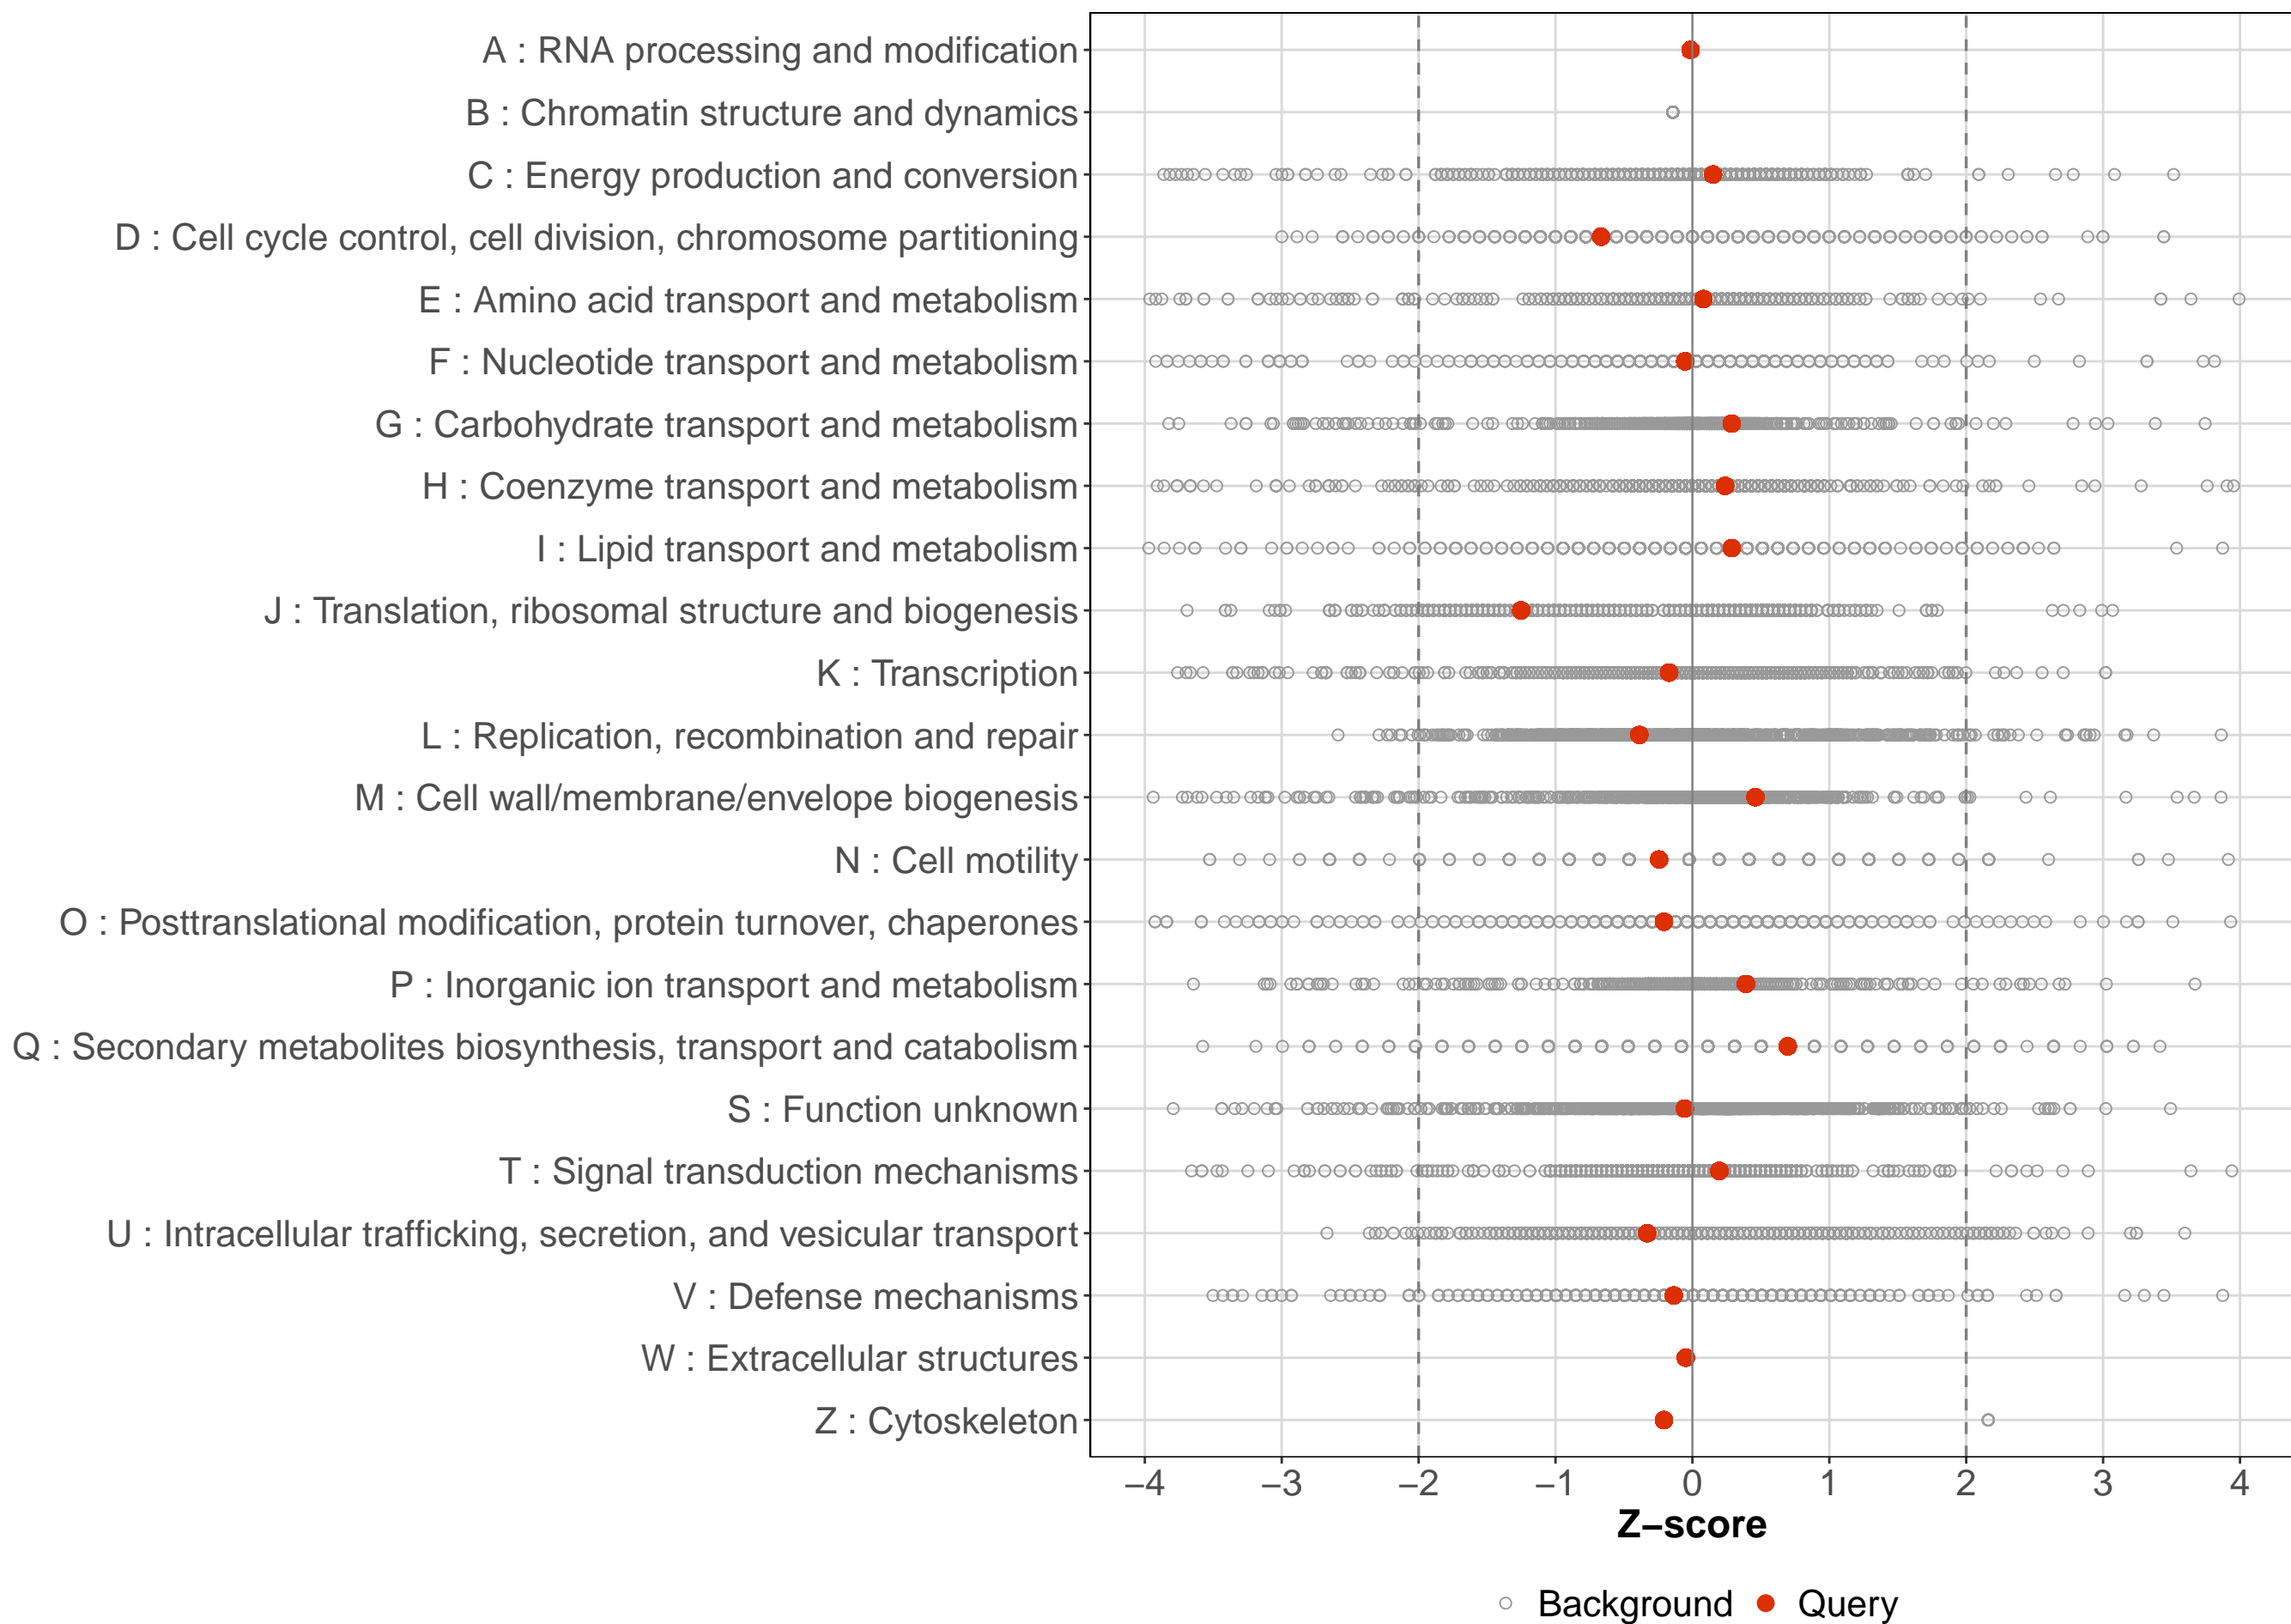 A : RNA processing and modification
B : Chromatin structure and dynamics
C : Energy production and conversion
D : Cell cycle control, cell division, chromosome partitioning
E : Amino acid transport and metabolism
F : Nucleotide transport and metabolism
G : Carbohydrate transport and metabolism
H : Coenzyme transport and metabolism
I : Lipid transport and metabolism
J : Translation, ribosomal structure and biogenesis
K : Transcription
L : Replication, recombination and repair
M : Cell wall/membrane/envelope biogenesis
N : Cell motility
O : Posttranslational modification, protein turnover, chaperones
P : Inorganic ion transport and metabolism
Q : Secondary metabolites biosynthesis, transport and catabolism
S : Function unknown
T : Signal transduction mechanisms
U : Intracellular trafficking, secretion, and vesicular transport
V : Defense mechanisms
W : Extracellular structures
Z : Cytoskeleton
−4 −3 −2 −1 0 1 2 3 4
Z−score
Background Query